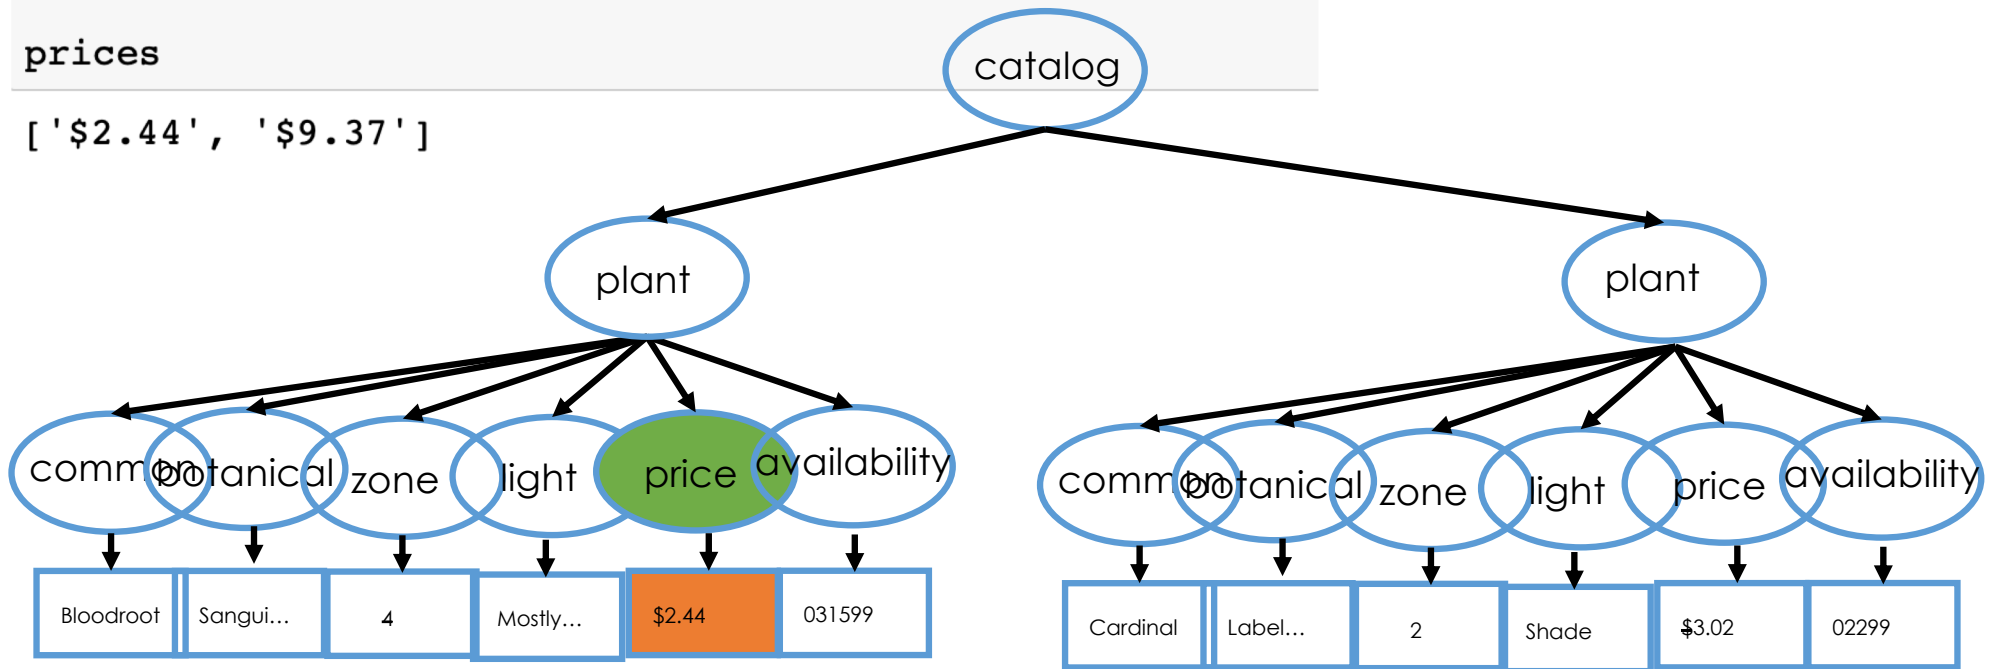 prices
catalog
['$2.44', '$9.37']
plant
plant
common
botanical
zone
light
price
availability
common
botanical
zone
light
price
availability
Bloodroot
Sangui...
4
Mostly...
$2.44
031599
Cardinal
Label...
2
Shade
$3.02
02299